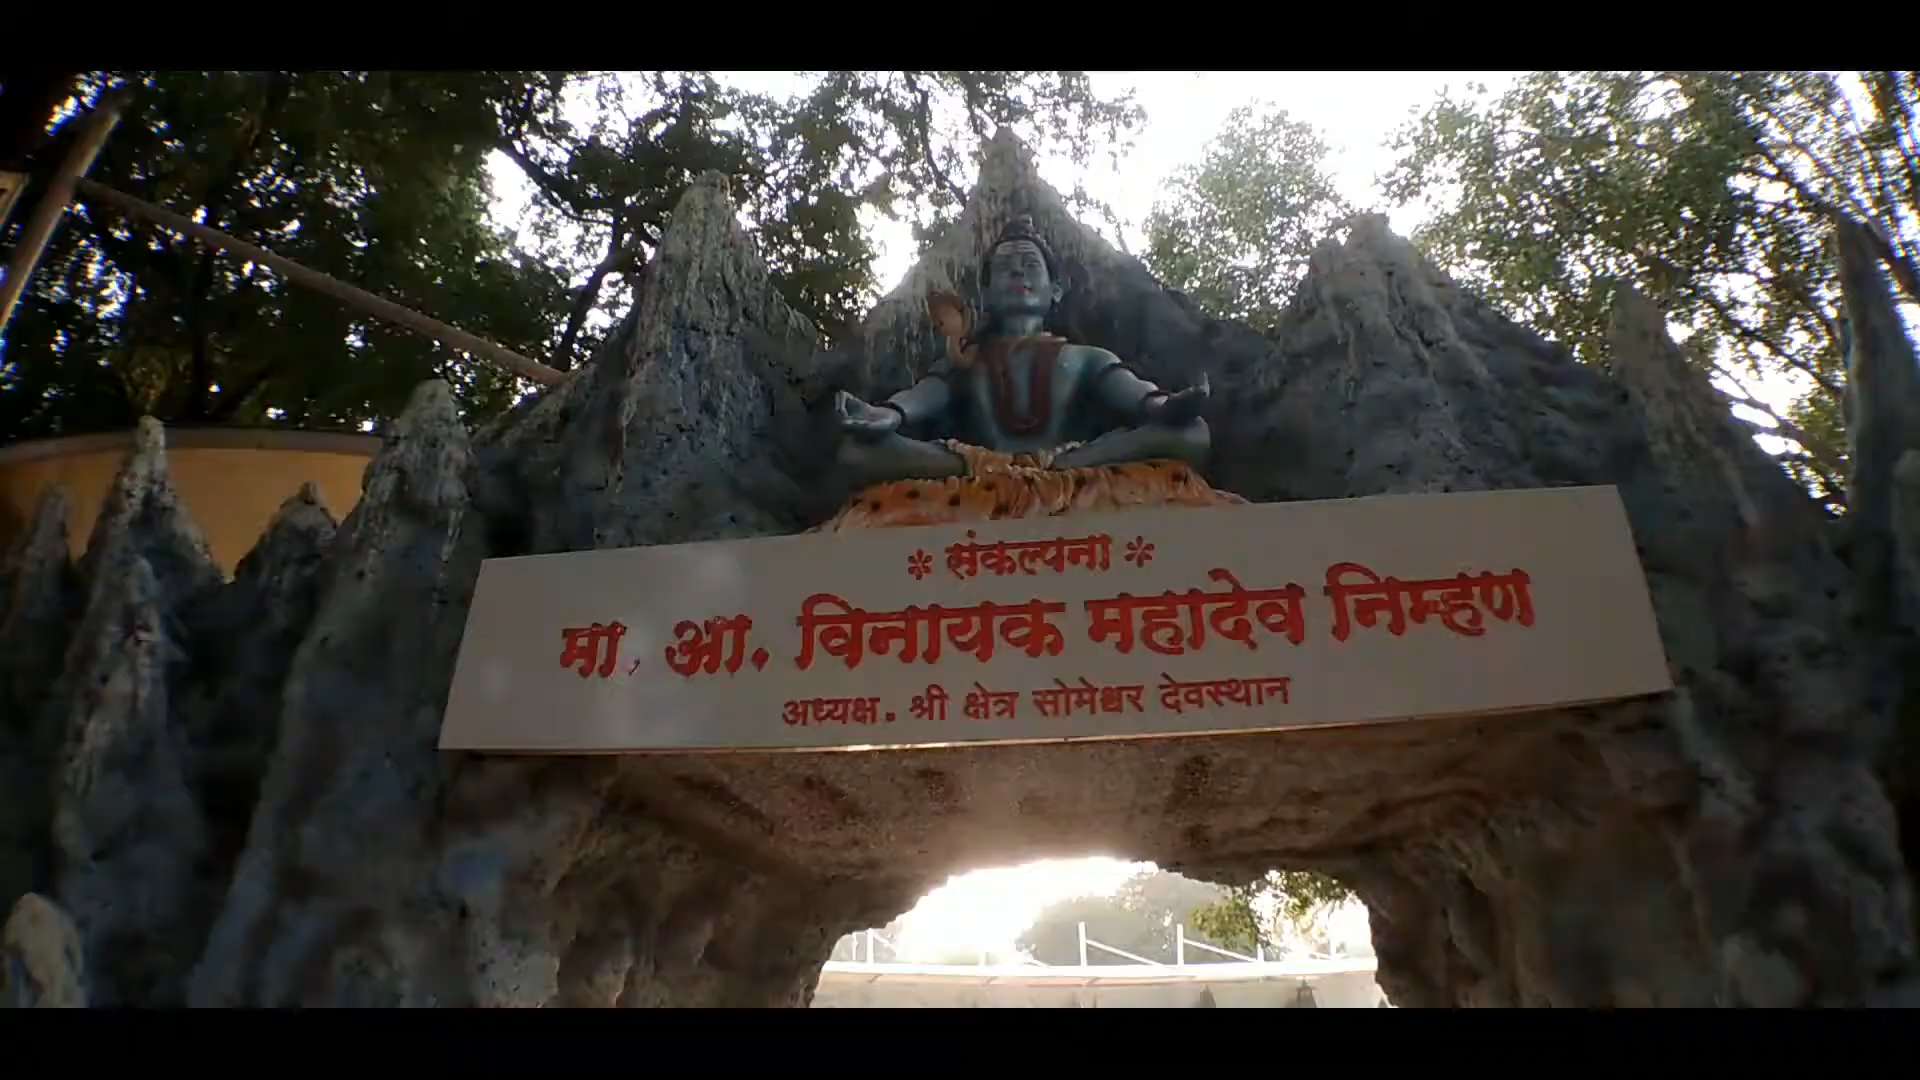 * संकल्पना *
मा. आ. विनायक महादेव निम्हण
अध्यक्ष. श्री क्षेत्र सोमेश्वर देवस्थान